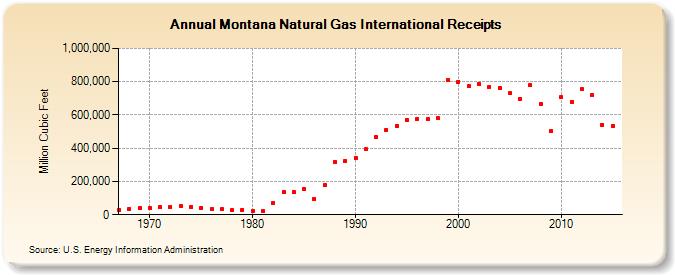 Annual Montana Natural Gas International Receipts
Million Cubic Feet
1,000,000
800,000
600,000
400,000
200,000
0
1970 1980 1990 2000 2010
Source: U.S. Energy Information Administration